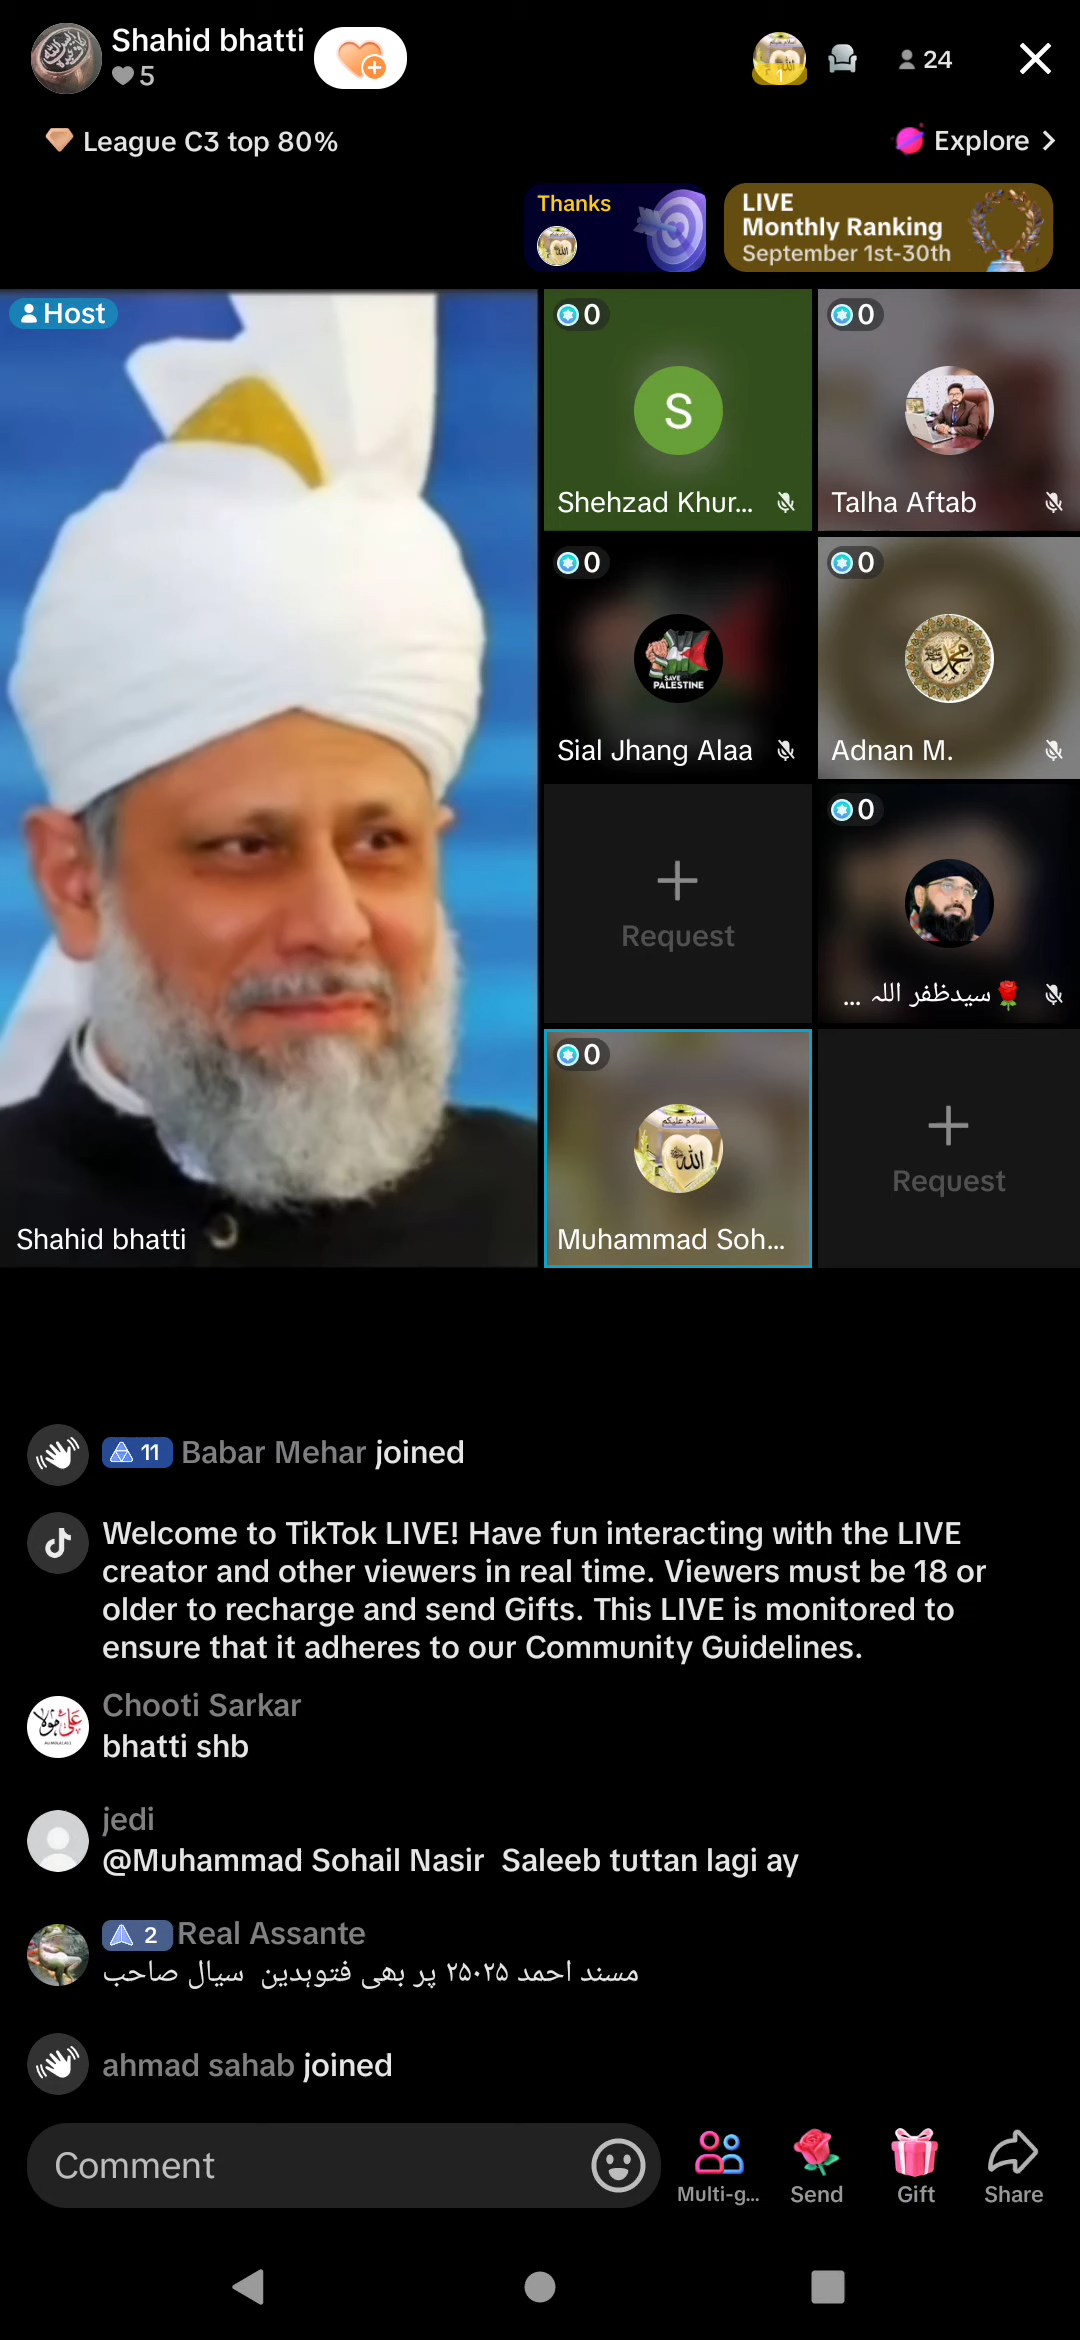 Shahid bhatti
5
1
24
League C3 top 80%
Explore
Thanks
LIVE
Monthly Ranking
September 1st-30th
Host
0
S
Shehzad Khur...
0
Talha Aftab
0
SAVE
PALESTINE
Sial Jhang Alaa
0
محمد
Adnan M.
Request
0
سیدظفر اللہ ...
0
اسلام علیکم
الله
Muhammad Soh...
Request
Shahid bhatti
11 Babar Mehar joined
Welcome to TikTok LIVE! Have fun interacting with the LIVE
creator and other viewers in real time. Viewers must be 18 or
older to recharge and send Gifts. This LIVE is monitored to
ensure that it adheres to our Community Guidelines.
Chooti Sarkar
bhatti shb
jedi
@Muhammad Sohail Nasir Saleeb tuttan lagi ay
2 Real Assante
مسند احمد ۲۵۰۲۵ پر بھی فتوہدین سیال صاحب
ahmad sahab joined
Comment
Multi-g...
Send
Gift
Share